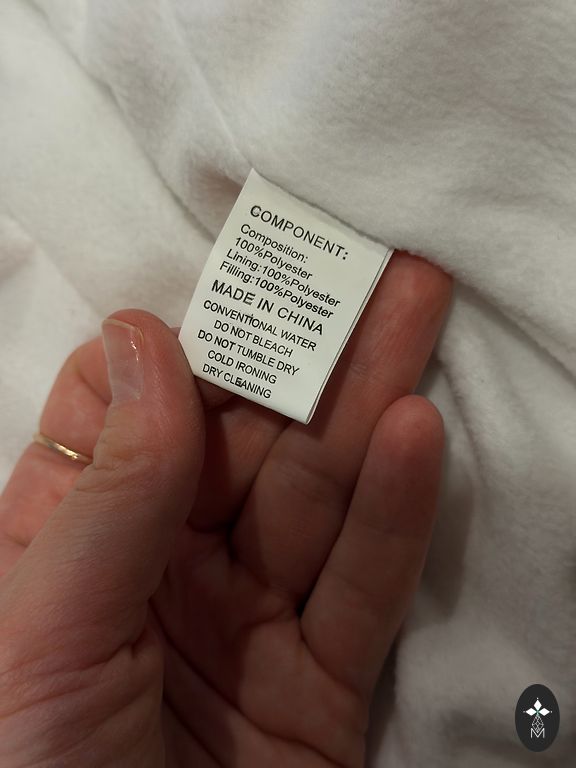 COMPONENT:
Composition:
100%Polyester
Lining:100%Polyester
Filling:100%Polyester
MADE IN CHINA
CONVENTIONAL WATER
DO NOT BLEACH
DO NOT TUMBLE DRY
COLD IRONING
DRY CLEANING
M